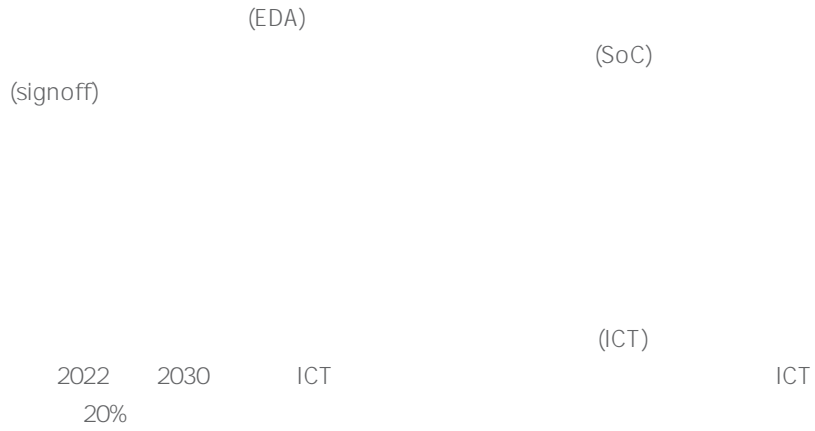 (EDA)
(SoC)
(signoff)
(ICT)
2022 2030 ICT ICT
20%